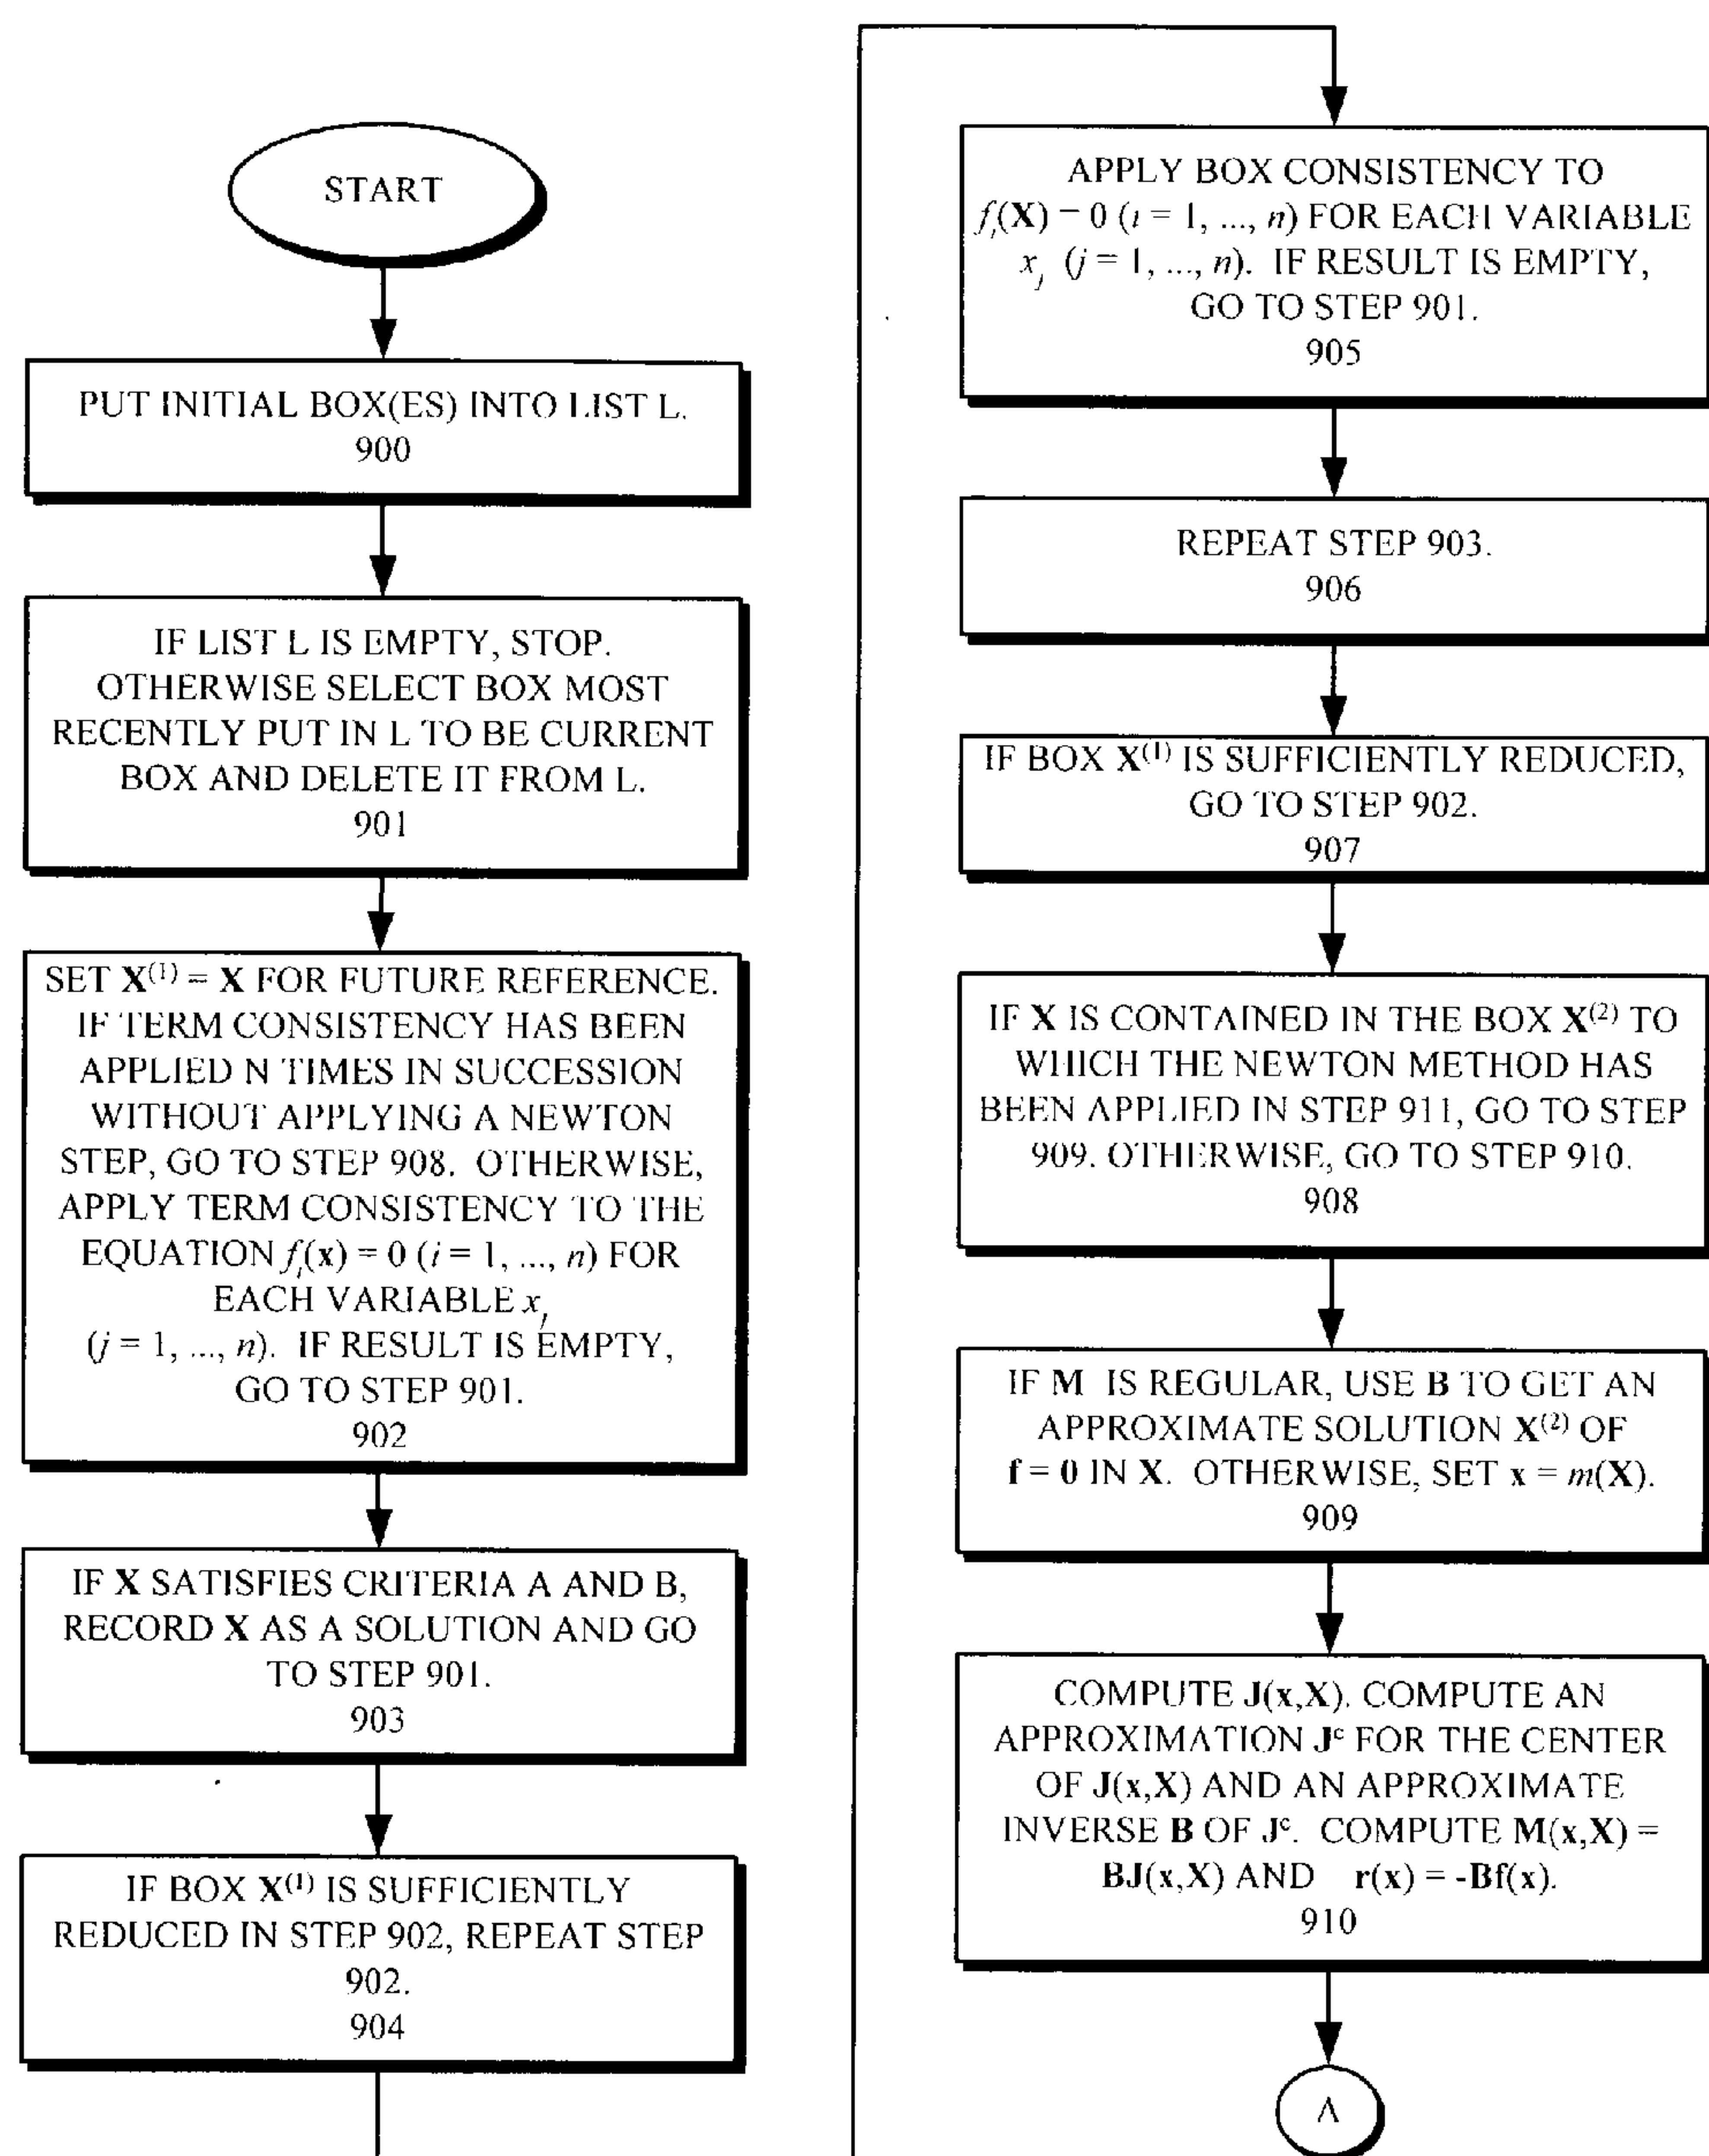 START
PUT INITIAL BOX(ES) INTO LIST L.
900
IF LIST L IS EMPTY, STOP.
OTHERWISE SELECT BOX MOST
RECENTLY PUT IN L TO BE CURRENT
BOX AND DELETE IT FROM L.
901
SET X⁽¹⁾ = X FOR FUTURE REFERENCE.
IF TERM CONSISTENCY HAS BEEN
APPLIED N TIMES IN SUCCESSION
WITHOUT APPLYING A NEWTON
STEP, GO TO STEP 908. OTHERWISE,
APPLY TERM CONSISTENCY TO THE
EQUATION fᵢ(x) = 0 (i = 1, ..., n) FOR
EACH VARIABLE xⱼ
(j = 1, ..., n). IF RESULT IS EMPTY,
GO TO STEP 901.
902
IF X SATISFIES CRITERIA A AND B,
RECORD X AS A SOLUTION AND GO
TO STEP 901.
903
IF BOX X⁽¹⁾ IS SUFFICIENTLY
REDUCED IN STEP 902, REPEAT STEP
902.
904
APPLY BOX CONSISTENCY TO
fᵢ(X) = 0 (i = 1, ..., n) FOR EACH VARIABLE
xⱼ (j = 1, ..., n). IF RESULT IS EMPTY,
GO TO STEP 901.
905
REPEAT STEP 903.
906
IF BOX X⁽¹⁾ IS SUFFICIENTLY REDUCED,
GO TO STEP 902.
907
IF X IS CONTAINED IN THE BOX X⁽²⁾ TO
WHICH THE NEWTON METHOD HAS
BEEN APPLIED IN STEP 911, GO TO STEP
909. OTHERWISE, GO TO STEP 910.
908
IF M IS REGULAR, USE B TO GET AN
APPROXIMATE SOLUTION X⁽²⁾ OF
f = 0 IN X. OTHERWISE, SET x = m(X).
909
COMPUTE J(x,X). COMPUTE AN
APPROXIMATION Jᶜ FOR THE CENTER
OF J(x,X) AND AN APPROXIMATE
INVERSE B OF Jᶜ. COMPUTE M(x,X) =
BJ(x,X) AND r(x) = -Bf(x).
910
A